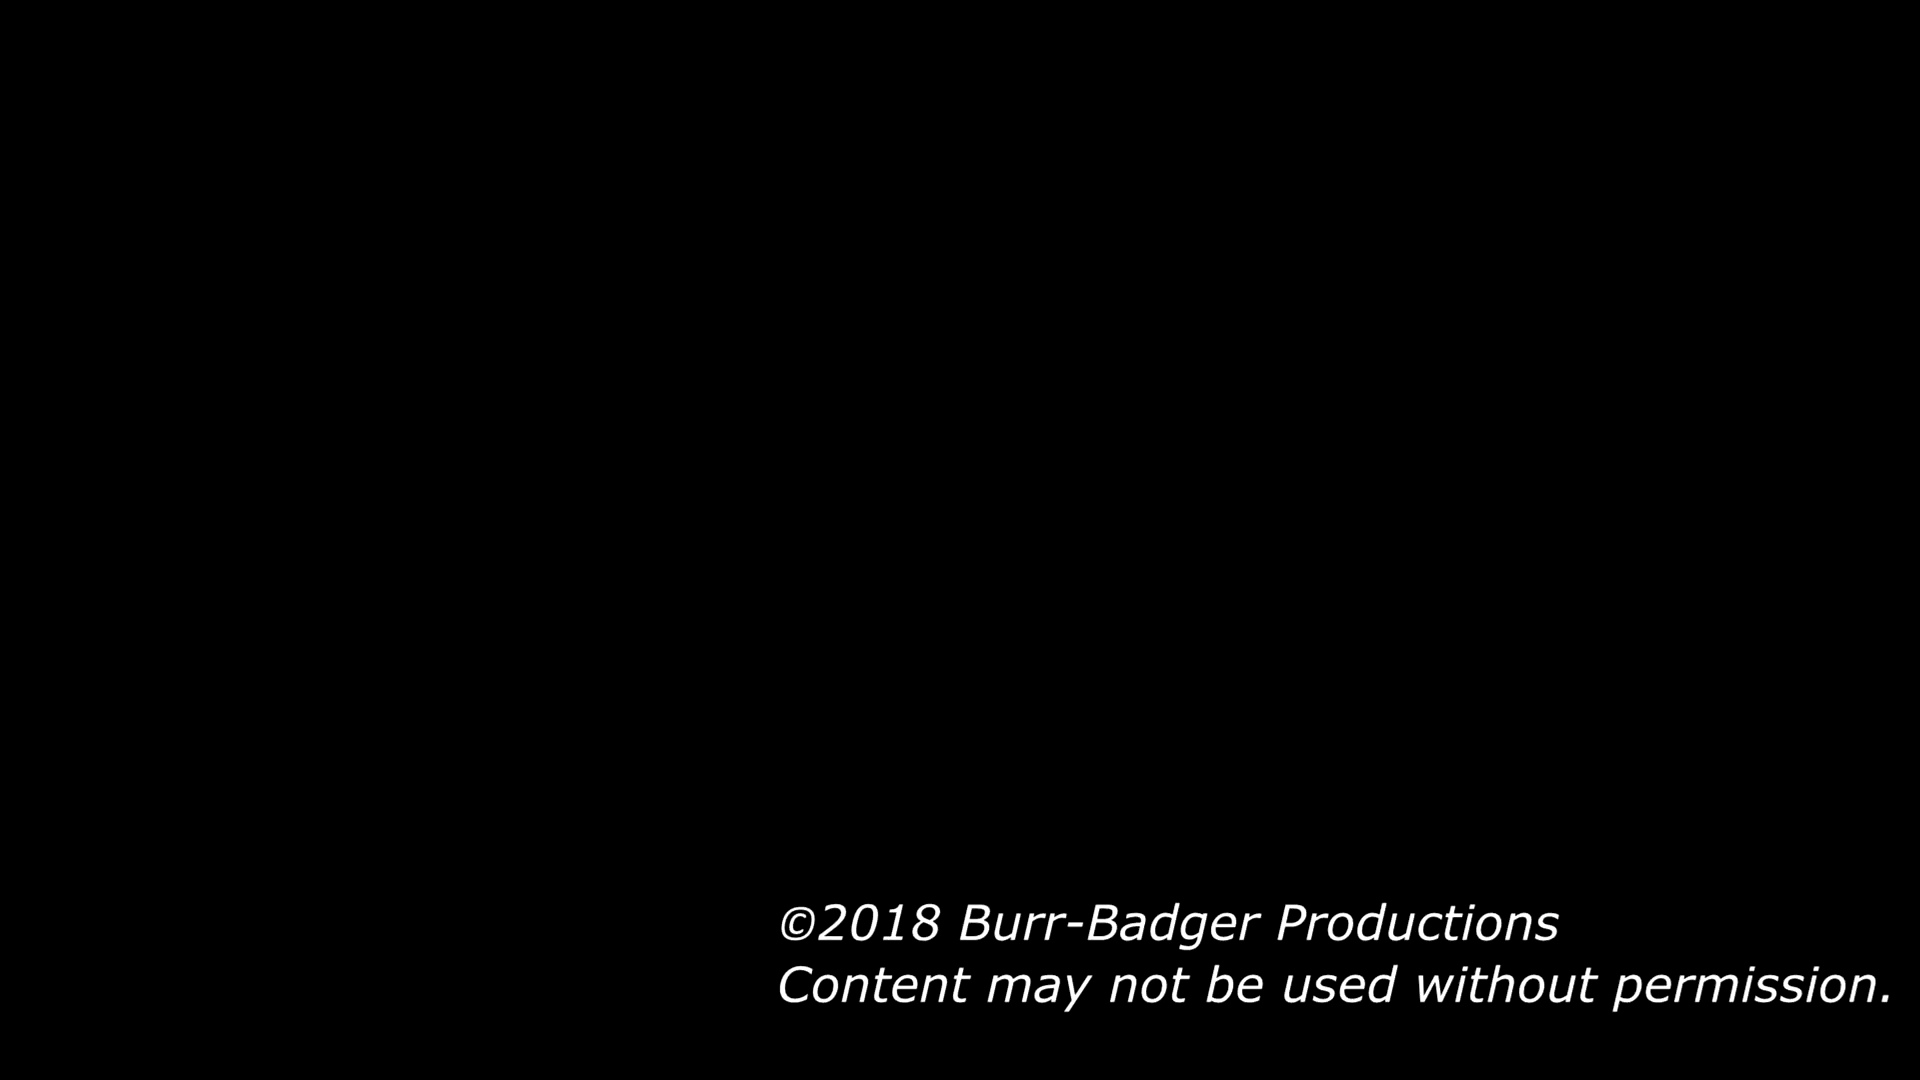 ©2018 Burr-Badger Productions
Content may not be used without permission.